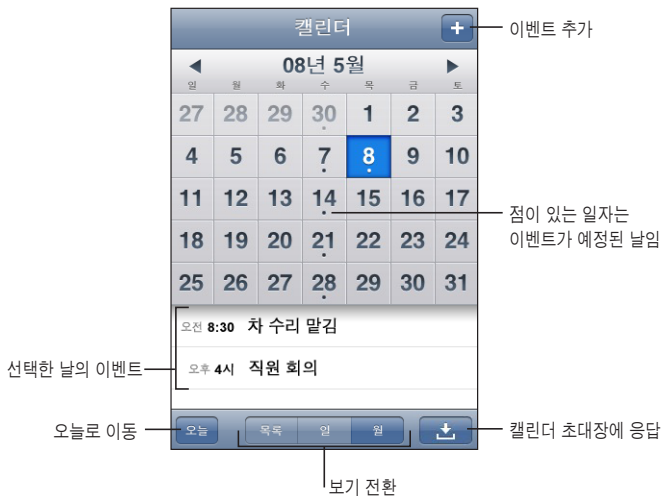 캘린더
+
이벤트 추가
08년 5월
일 월 화 수 목 금 토
27 28 29 30 1 2 3
4 5 6 7 8 9 10
11 12 13 14 15 16 17
점이 있는 일자는
이벤트가 예정된 날임
18 19 20 21 22 23 24
25 26 27 28 29 30 31
오전 8:30 차 수리 맡김
선택한 날의 이벤트
오후 4시 직원 회의
오늘로 이동
오늘
목록 일 월
캘린더 초대장에 응답
보기 전환